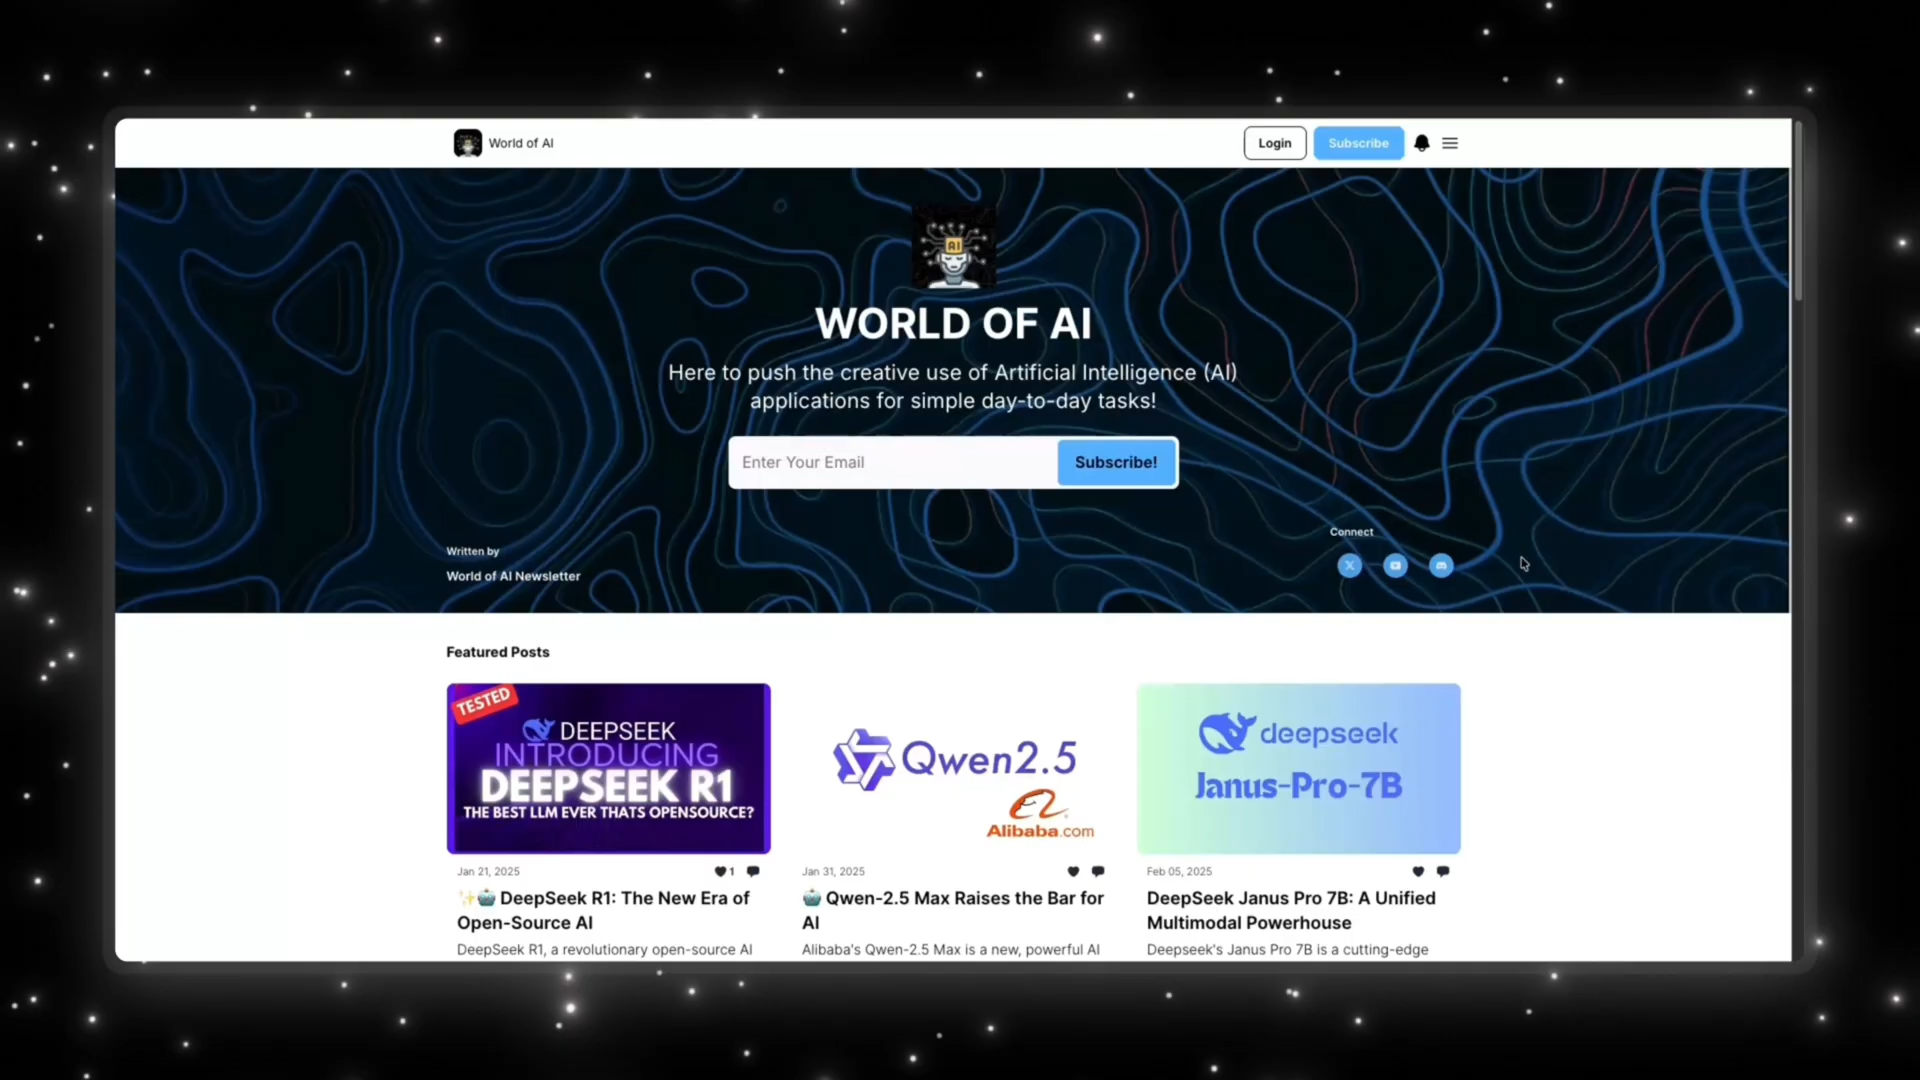 World of AI
Login
Subscribe
AI
WORLD OF AI
Here to push the creative use of Artificial Intelligence (AI)
applications for simple day-to-day tasks!
Enter Your Email
Subscribe!
Written by
World of AI Newsletter
Connect
Featured Posts
TESTED
DEEPSEEK
INTRODUCING
DEEPSEEK R1
THE BEST LLM EVER THATS OPENSOURCE?
Jan 21, 2025
1
✨🤖 DeepSeek R1: The New Era of
Open-Source AI
DeepSeek R1, a revolutionary open-source AI
Qwen2.5
Alibaba.com
Jan 31, 2025
🤖 Qwen-2.5 Max Raises the Bar for
AI
Alibaba's Qwen-2.5 Max is a new, powerful AI
deepseek
Janus-Pro-7B
Feb 05, 2025
DeepSeek Janus Pro 7B: A Unified
Multimodal Powerhouse
Deepseek's Janus Pro 7B is a cutting-edge